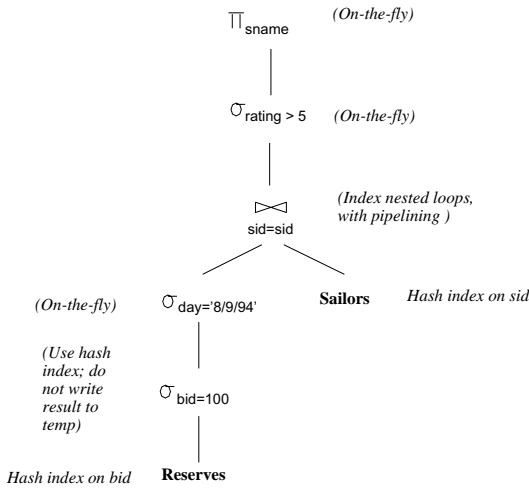 π sname (On-the-fly)
σ rating > 5 (On-the-fly)
(Index nested loops,
with pipelining )
⋈
sid=sid
(On-the-fly) σ day='8/9/94' Sailors Hash index on sid
(Use hash
index; do
not write
result to
temp)
σ bid=100
Hash index on bid Reserves